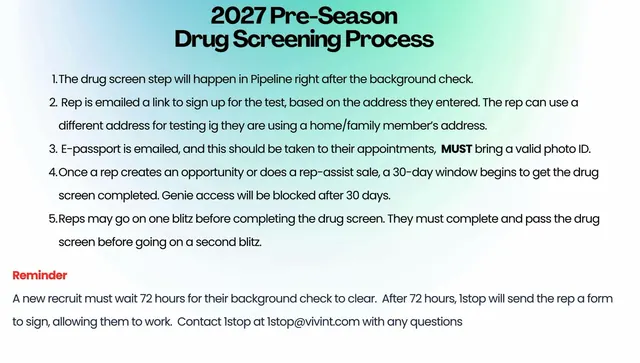 2027 Pre-Season
Drug Screening Process
1. The drug screen step will happen in Pipeline right after the background check.
2. Rep is emailed a link to sign up for the test, based on the address they entered. The rep can use a
different address for testing ig they are using a home/family member's address.
3. E-passport is emailed, and this should be taken to their appointments, MUST bring a valid photo ID.
4. Once a rep creates an opportunity or does a rep-assist sale, a 30-day window begins to get the drug
screen completed. Genie access will be blocked after 30 days.
5. Reps may go on one blitz before completing the drug screen. They must complete and pass the drug
screen before going on a second blitz.
Reminder
A new recruit must wait 72 hours for their background check to clear. After 72 hours, 1stop will send the rep a form
to sign, allowing them to work. Contact 1stop at 1stop@vivint.com with any questions